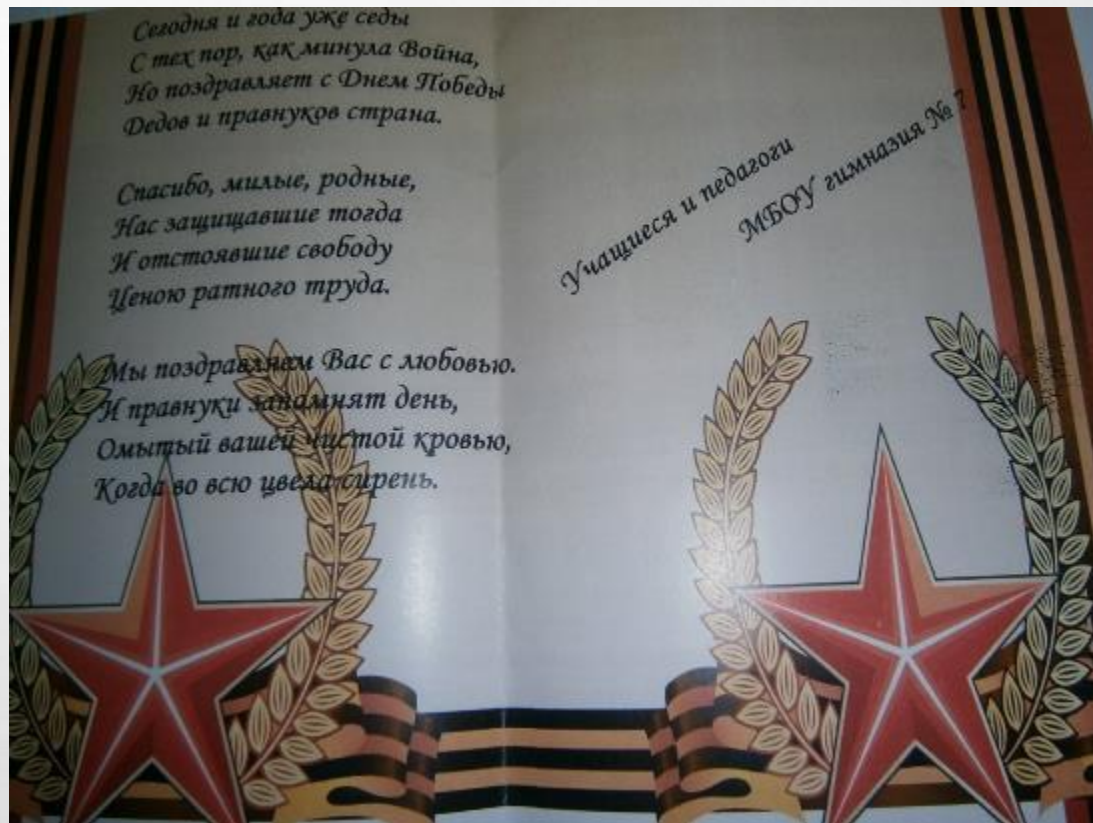 Сегодня и года уже седы
С тех пор, как минула Война,
Но поздравляет с Днем Победы
Дедов и правнуков страна.
Спасибо, милые, родные,
Нас защищавшие тогда
И отстоявшие свободу
Ценою ратного труда.
Мы поздравляем Вас с любовью.
И правнуки запомнят день,
Омытый вашей чистой кровью,
Когда во всю цвела сирень.
Учащиеся и педагоги
МБОУ гимназия № 7